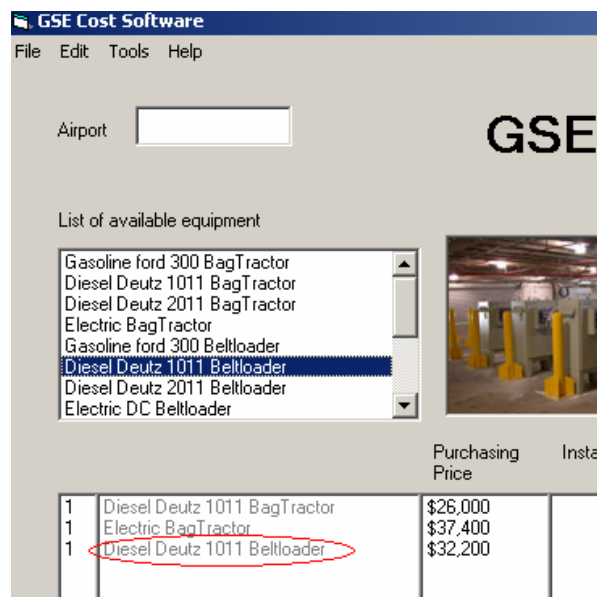 GSE Cost Software
File Edit Tools Help
Airport
GSE
List of available equipment
Gasoline ford 300 BagTractor
Diesel Deutz 1011 BagTractor
Diesel Deutz 2011 BagTractor
Electric BagTractor
Gasoline ford 300 Beltloader
Diesel Deutz 1011 Beltloader
Diesel Deutz 2011 Beltloader
Electric DC Beltloader
Purchasing Insta
Price
1 Diesel Deutz 1011 BagTractor $26,000
1 Electric BagTractor $37,400
1 Diesel Deutz 1011 Beltloader $32,200